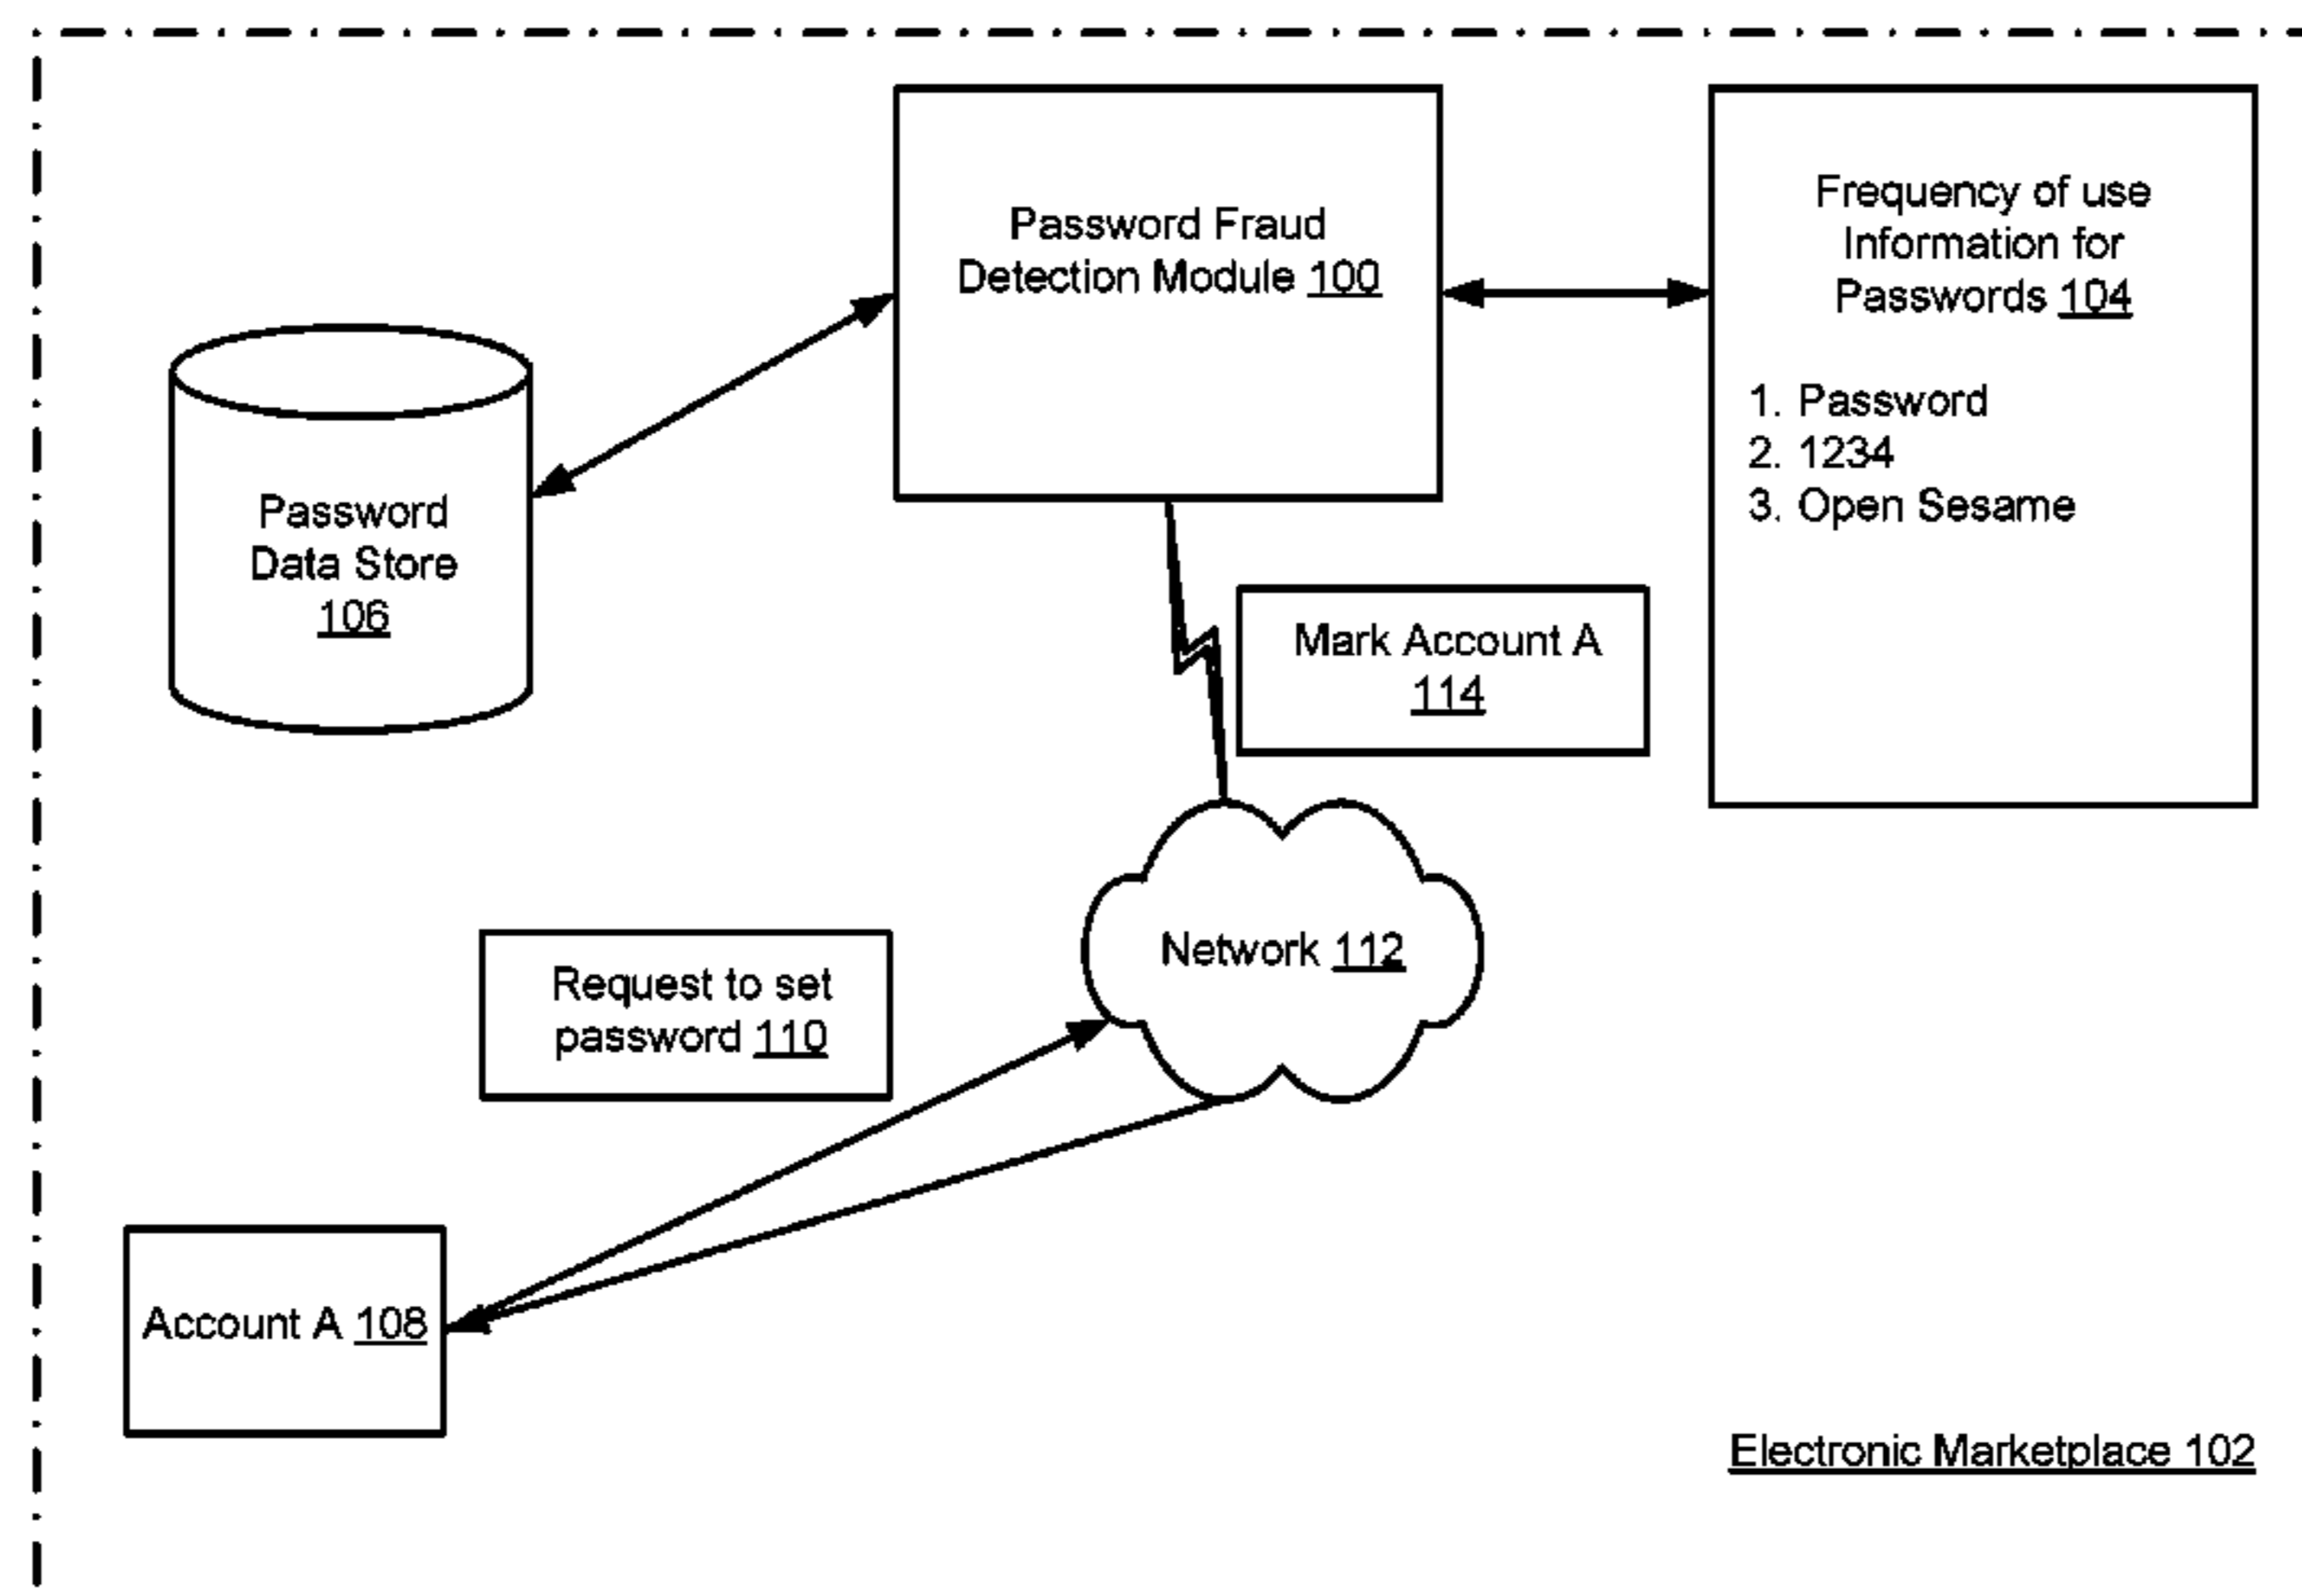 Password Fraud
Detection Module 100
Frequency of use
Information for
Passwords 104
1. Password
2. 1234
3. Open Sesame
Password
Data Store
106
Mark Account A
114
Network 112
Request to set
password 110
Account A 108
Electronic Marketplace 102